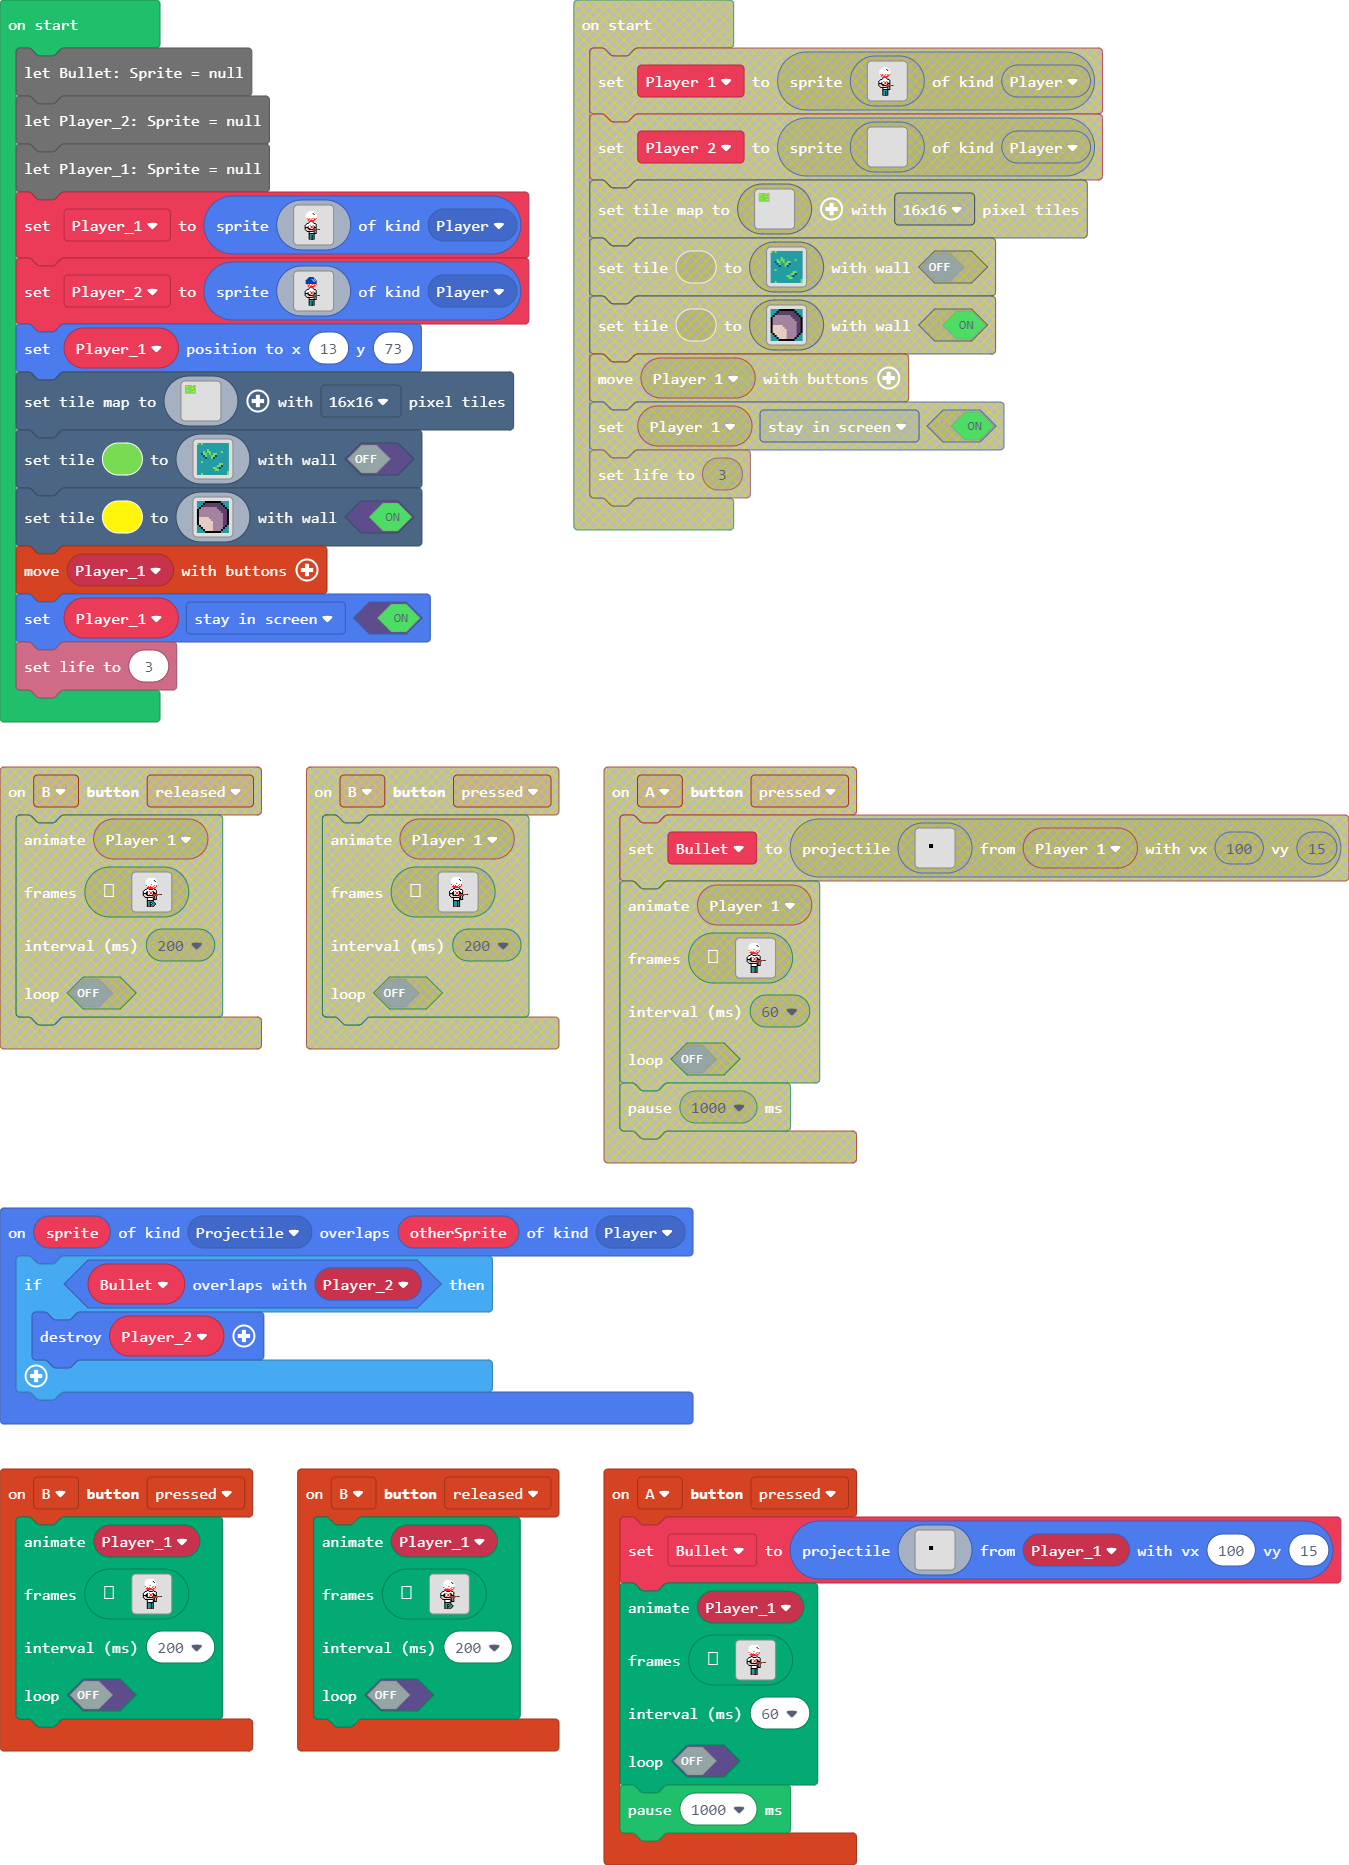 on start
let Bullet: Sprite = null
let Player_2: Sprite = null
let Player_1: Sprite = null
set Player_1 to sprite of kind Player
set Player_2 to sprite of kind Player
set Player_1 position to x 13 y 73
set tile map to with 16x16 pixel tiles
set tile to with wall OFF
set tile to with wall ON
move Player_1 with buttons
set Player_1 stay in screen ON
set life to 3
on start
set Player 1 to sprite of kind Player
set Player 2 to sprite of kind Player
set tile map to with 16x16 pixel tiles
set tile to with wall OFF
set tile to with wall ON
move Player 1 with buttons
set Player 1 stay in screen ON
set life to 3
on B button released
animate Player 1
frames
interval (ms) 200
loop OFF
on B button pressed
animate Player 1
frames
interval (ms) 200
loop OFF
on A button pressed
set Bullet to projectile from Player 1 with vx 100 vy 15
animate Player 1
frames
interval (ms) 60
loop OFF
pause 1000 ms
on sprite of kind Projectile overlaps otherSprite of kind Player
if Bullet overlaps with Player_2 then
destroy Player_2
on B button pressed
animate Player_1
frames
interval (ms) 200
loop OFF
on B button released
animate Player_1
frames
interval (ms) 200
loop OFF
on A button pressed
set Bullet to projectile from Player_1 with vx 100 vy 15
animate Player_1
frames
interval (ms) 60
loop OFF
pause 1000 ms